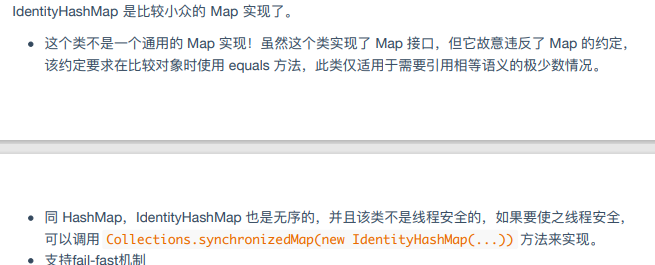 IdentityHashMap 是比较小众的 Map 实现了。
这个类不是一个通用的 Map 实现！虽然这个类实现了 Map 接口，但它故意违反了 Map 的约定，
该约定要求在比较对象时使用 equals 方法，此类仅适用于需要引用相等语义的极少数情况。
同 HashMap，IdentityHashMap 也是无序的，并且该类不是线程安全的，如果要使之线程安全，
可以调用 Collections.synchronizedMap(new IdentityHashMap(...)) 方法来实现。
支持fail-fast机制